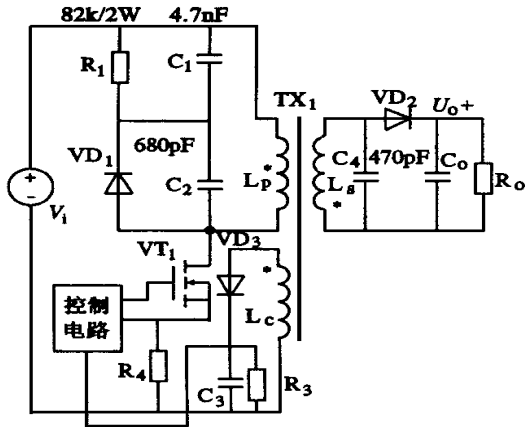 82k/2W 4.7nF
R1 C1
TX1
VD2 Uo+
680pF
VD1 C2
Lp* C4 470pF Co
Ls Ro
*
+
-
Vi
VT1 VD3
*
控制
电路
Lc
R4
C3 R3